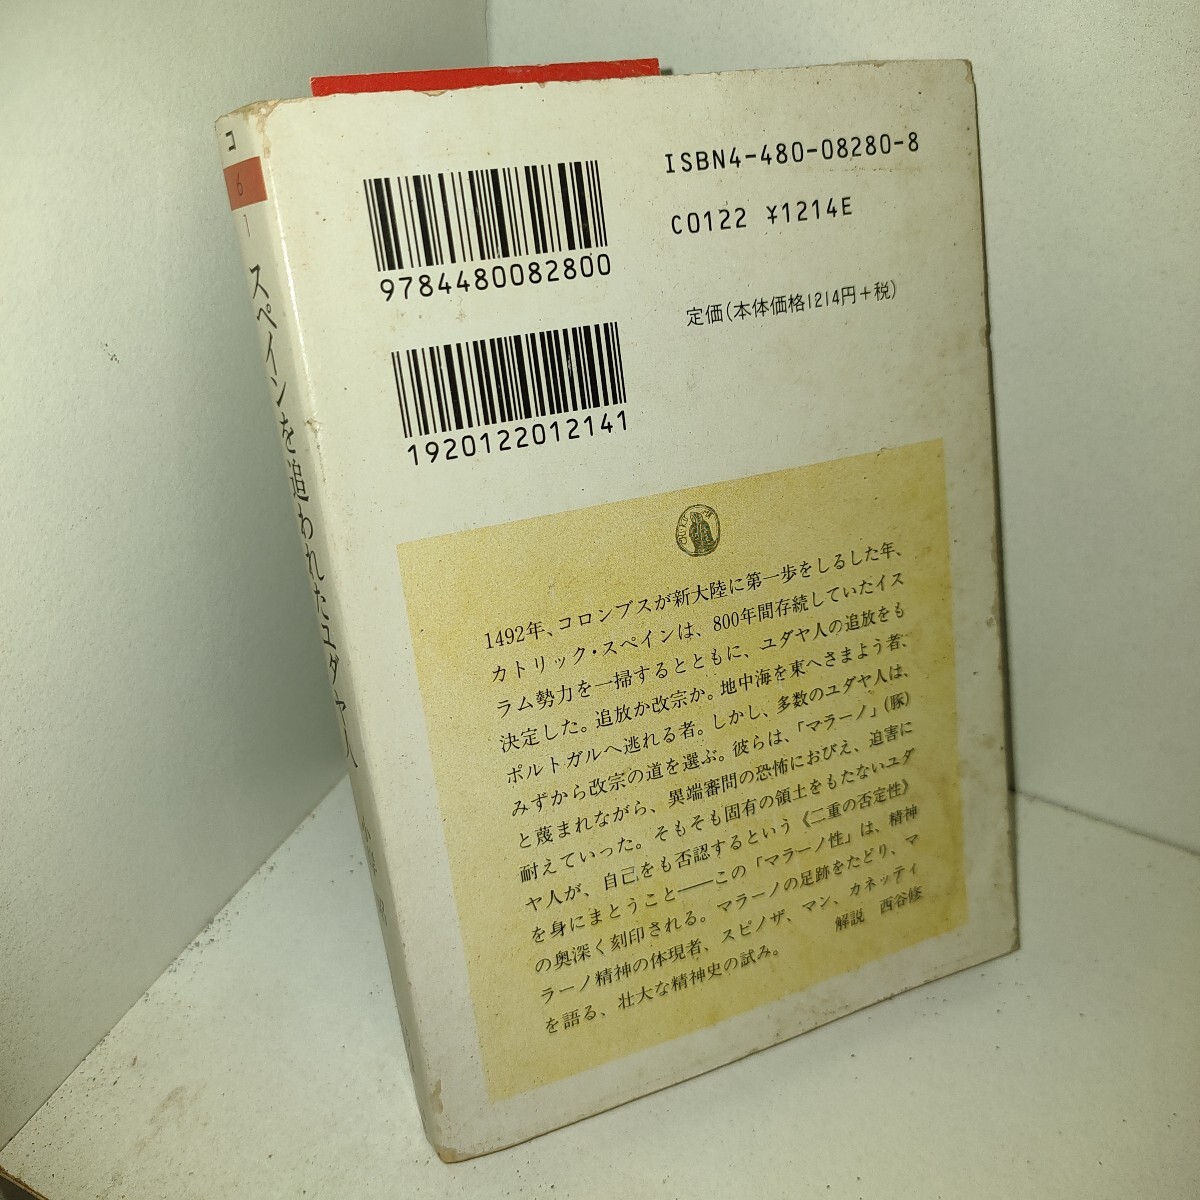 コ
6
1
スペインを追われたユダヤ人
ISBN4-480-08280-8
C0122 ¥1214E
定価(本体価格1214円+税)
9784480082800
1920122012141
1492年、コロンブスが新大陸に第一歩をしるした年、
カトリック・スペインは、800年間存続していたイス
ラム勢力を一掃するとともに、ユダヤ人の追放をも
決定した。追放か改宗か。地中海を東へさまよう者、
ポルトガルへ逃れる者。しかし、多数のユダヤ人は、
みずから改宗の道を選ぶ。彼らは、「マラーノ」(豚)
と蔑まれながら、異端審問の恐怖におびえ、迫害に
耐えていった。そもそも固有の領土をもたないユダ
ヤ人が、自己をも否認するという《二重の否定性》
を身にまとうこと——この「マラーノ性」は、精神
の奥深く刻印される。マラーノの足跡をたどり、マ
ラーノ精神の体現者、スピノザ、マン、カネッティ
を語る、壮大な精神史の試み。
解説 西谷修